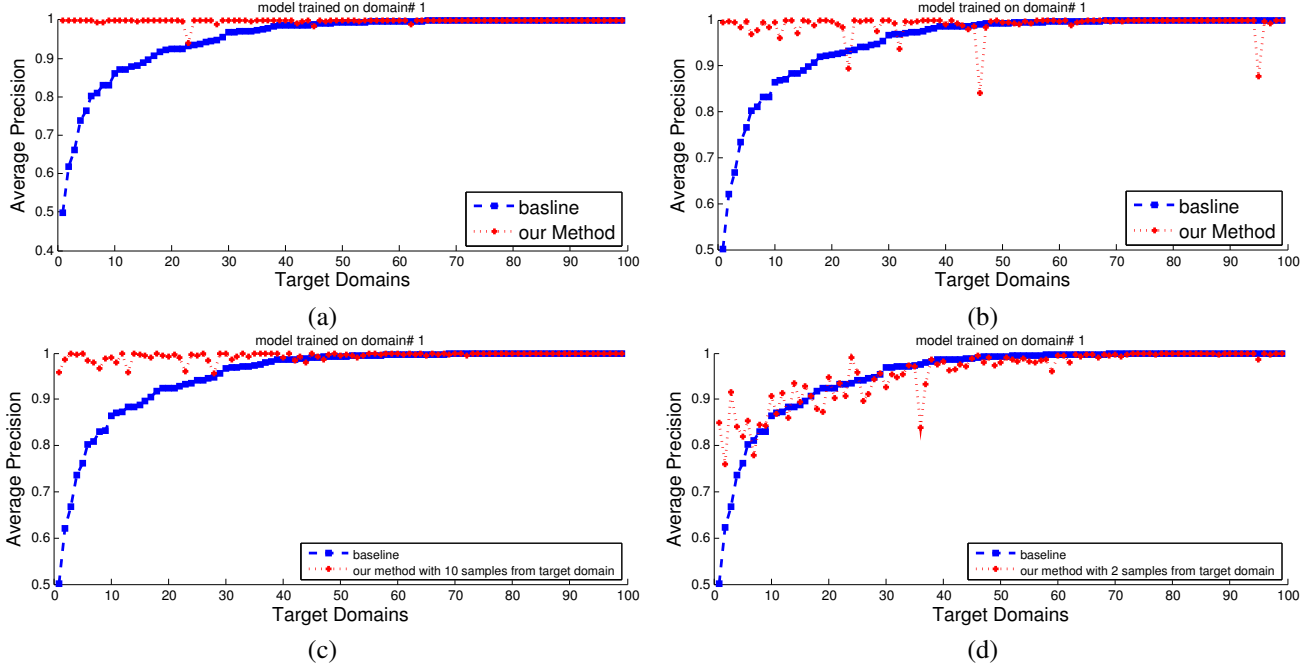 model trained on domain# 1
Average Precision
1
0.9
0.8
0.7
0.6
0.5
0.4
0 10 20 30 40 50 60 70 80 90 100
Target Domains
basline
our Method
(a)
model trained on domain# 1
Average Precision
1
0.9
0.8
0.7
0.6
0.5
0 10 20 30 40 50 60 70 80 90 100
Target Domains
basline
our Method
(b)
model trained on domain# 1
Average Precision
1
0.9
0.8
0.7
0.6
0.5
0 10 20 30 40 50 60 70 80 90 100
Target Domains
baseline
our method with 10 samples from target domain
(c)
model trained on domain# 1
Average Precision
1
0.9
0.8
0.7
0.6
0.5
0 10 20 30 40 50 60 70 80 90 100
Target Domains
baseline
our method with 2 samples from target domain
(d)